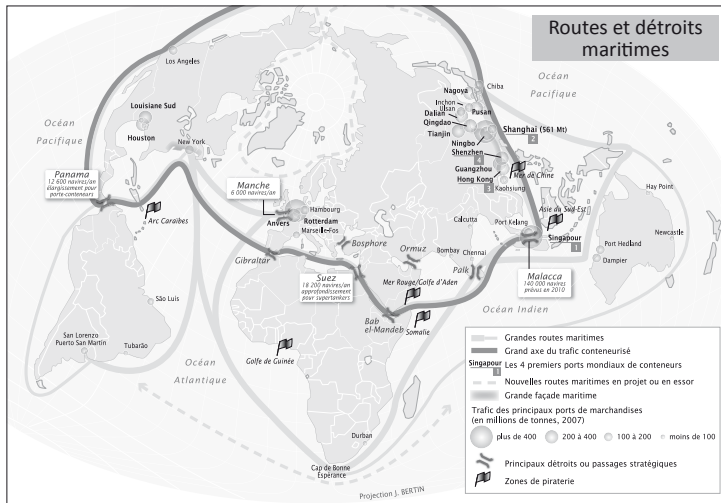 Routes et détroits
maritimes
Océan
Pacifique
Los Angeles
Louisiane Sud
Houston
New York
Océan
Pacifique
Panama
12 600 navires/an
élargissement pour
porte-conteneurs
Arc Caraïbes
Manche
6 000 navires/an
Hambourg
Anvers
Rotterdam
Marseille-Fos
Bosphore
Gibraltar
Suez
18 200 navires/an
approfondissement
pour supertankers
Ormuz
Bombay
Calcutta
Chennai
Palk
Mer Rouge/Golfe d'Aden
Bab
el-Mandeb
Somalie
Golfe de Guinée
Nagoya
Chiba
Inchon
Ulsan
Pusan
Dalian
Qingdao
Tianjin
Shanghai (561 Mt)
2
Ningbo
Shenzhen
4
Guangzhou
Hong Kong
3
Kaohsiung
Mer de Chine
Asie du Sud-Est
Port Kelang
Singapour
1
Malacca
140 000 navires
prévus en 2010
Hay Point
Newcastle
Port Hedland
Dampier
Océan Indien
São Luis
San Lorenzo
Puerto San Martin
Tubarão
Océan
Atlantique
Durban
Cap de Bonne
Espérance
Projection J. BERTIN
Grandes routes maritimes
Grand axe du trafic conteneurisé
Singapour
1
Les 4 premiers ports mondiaux de conteneurs
Nouvelles routes maritimes en projet ou en essor
Grande façade maritime
Trafic des principaux ports de marchandises
(en millions de tonnes, 2007)
plus de 400
200 à 400
100 à 200
moins de 100
Principaux détroits ou passages stratégiques
Zones de piraterie